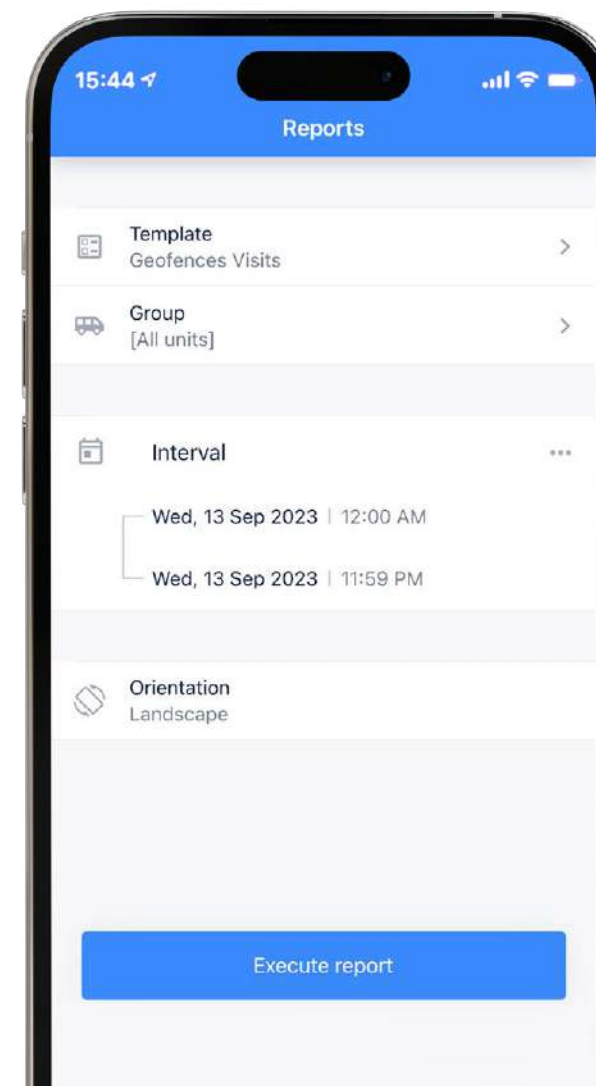 15:44
Reports
Template
Geofences Visits
Group
[All units]
Interval
Wed, 13 Sep 2023 | 12:00 AM
Wed, 13 Sep 2023 | 11:59 PM
Orientation
Landscape
Execute report